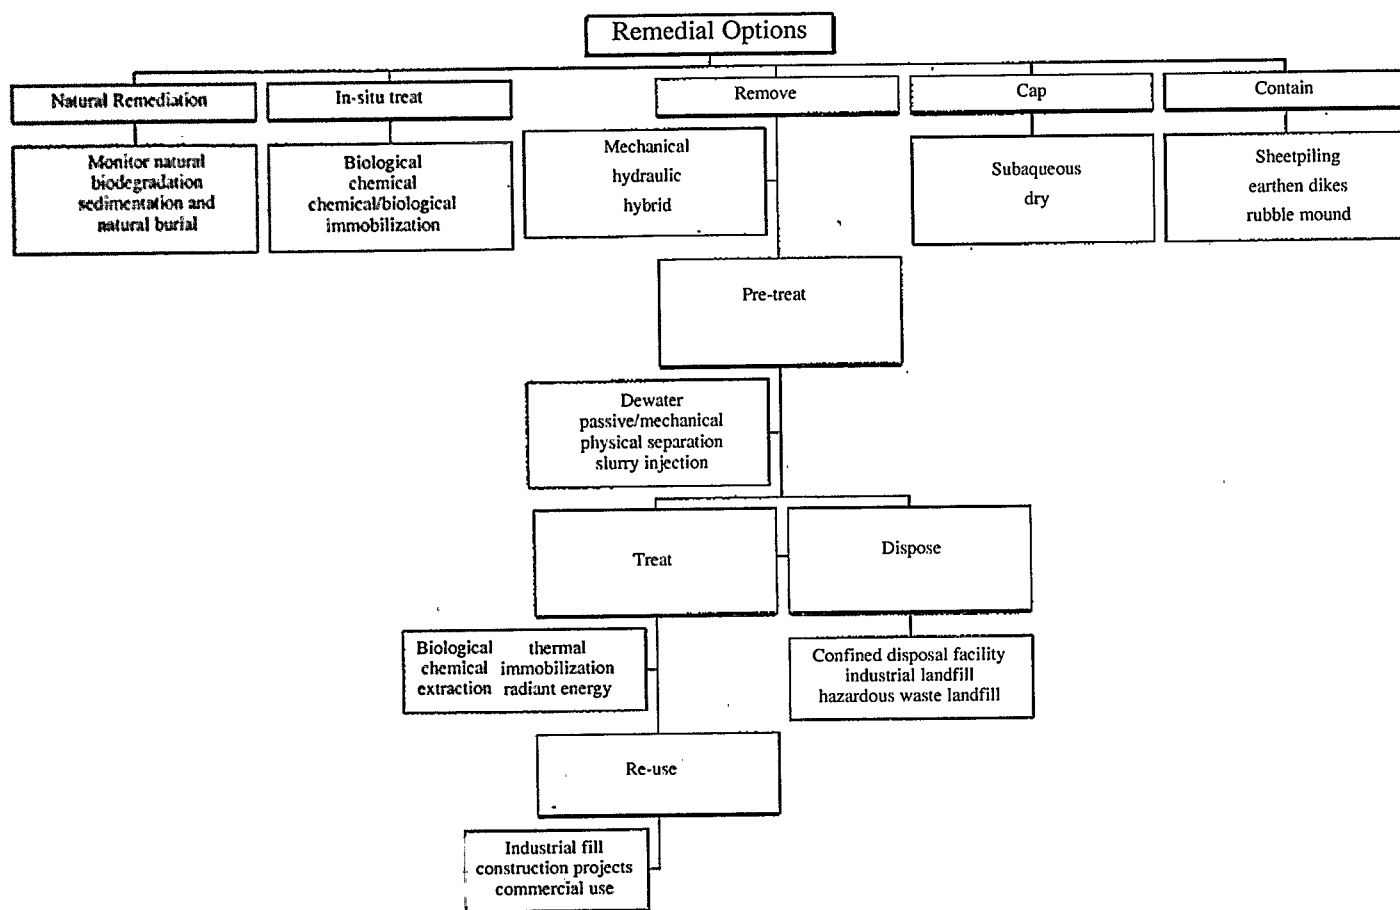 Remedial Options
Natural Remediation
In-situ treat
Remove
Cap
Contain
Monitor natural
biodegradation
sedimentation and
natural burial
Biological
chemical
chemical/biological
immobilization
Mechanical
hydraulic
hybrid
Subaqueous
dry
Sheetpiling
earthen dikes
rubble mound
Pre-treat
Dewater
passive/mechanical
physical separation
slurry injection
Treat
Dispose
Biological thermal
chemical immobilization
extraction radiant energy
Confined disposal facility
industrial landfill
hazardous waste landfill
Re-use
Industrial fill
construction projects
commercial use